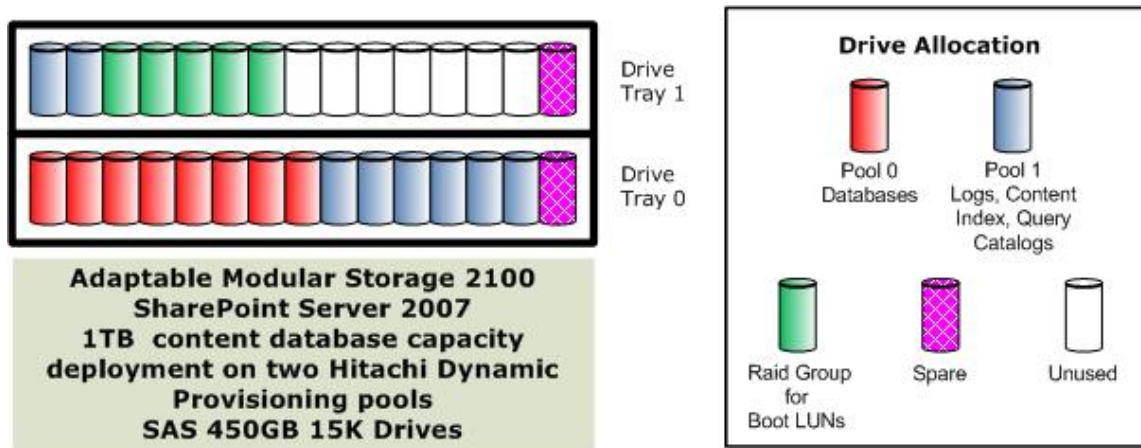 Drive
Tray 1
Drive
Tray 0
Adaptable Modular Storage 2100
SharePoint Server 2007
1TB content database capacity
deployment on two Hitachi Dynamic
Provisioning pools
SAS 450GB 15K Drives
Drive Allocation
Pool 0
Databases
Pool 1
Logs, Content
Index, Query
Catalogs
Raid Group
for
Boot LUNs
Spare
Unused